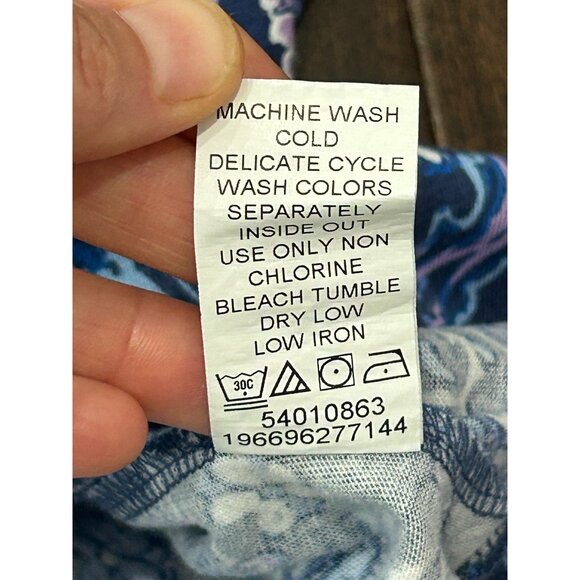 MACHINE WASH
COLD
DELICATE CYCLE
WASH COLORS
SEPARATELY
INSIDE OUT
USE ONLY NON
CHLORINE
BLEACH TUMBLE
DRY LOW
LOW IRON
30C
54010863
196696277144